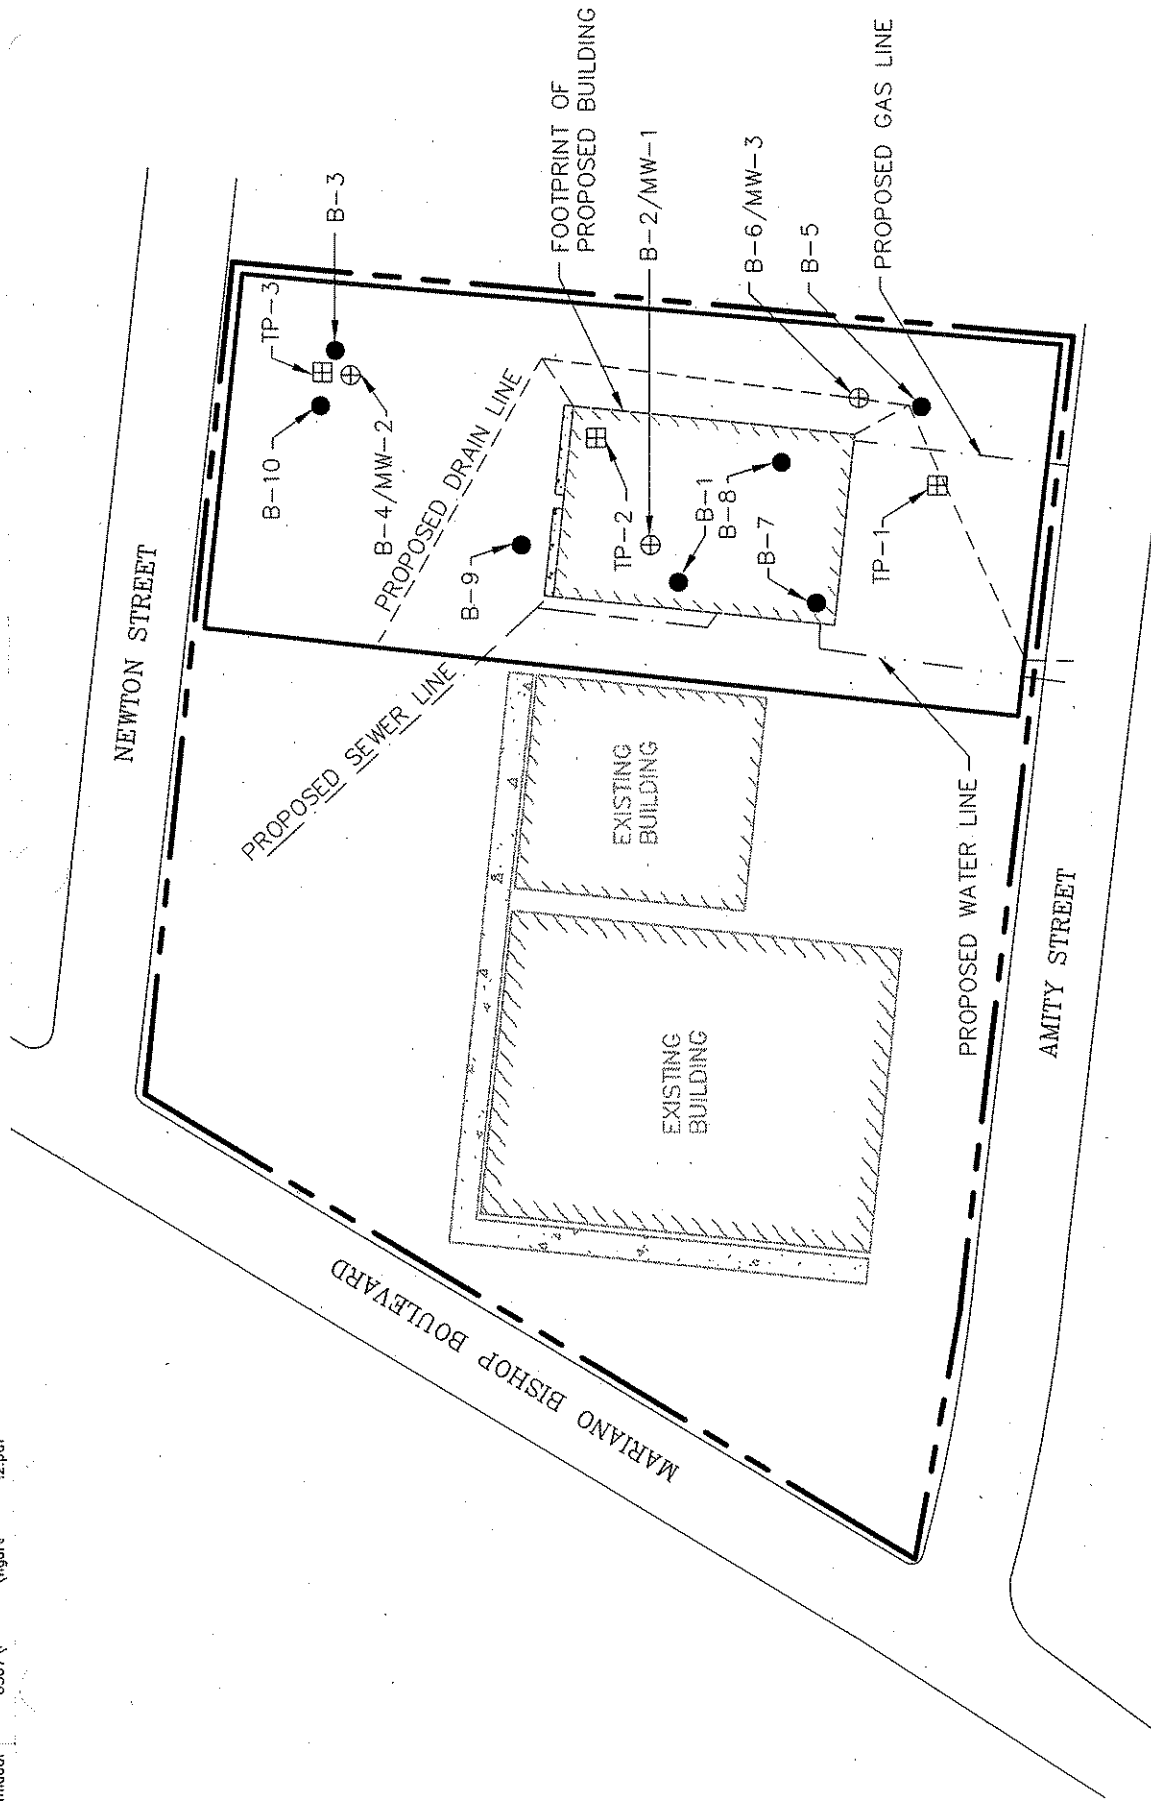 NEWTON STREET
TP-3
B-3
B-10
B-4/MW-2
PROPOSED DRAIN LINE
FOOTPRINT OF
PROPOSED BUILDING
B-9
TP-2
B-2/MW-1
B-1
B-8
B-7
B-6/MW-3
B-5
TP-1
PROPOSED GAS LINE
PROPOSED SEWER LINE
EXISTING
BUILDING
EXISTING
BUILDING
PROPOSED WATER LINE
AMITY STREET
MARIANO BISHOP BOULEVARD